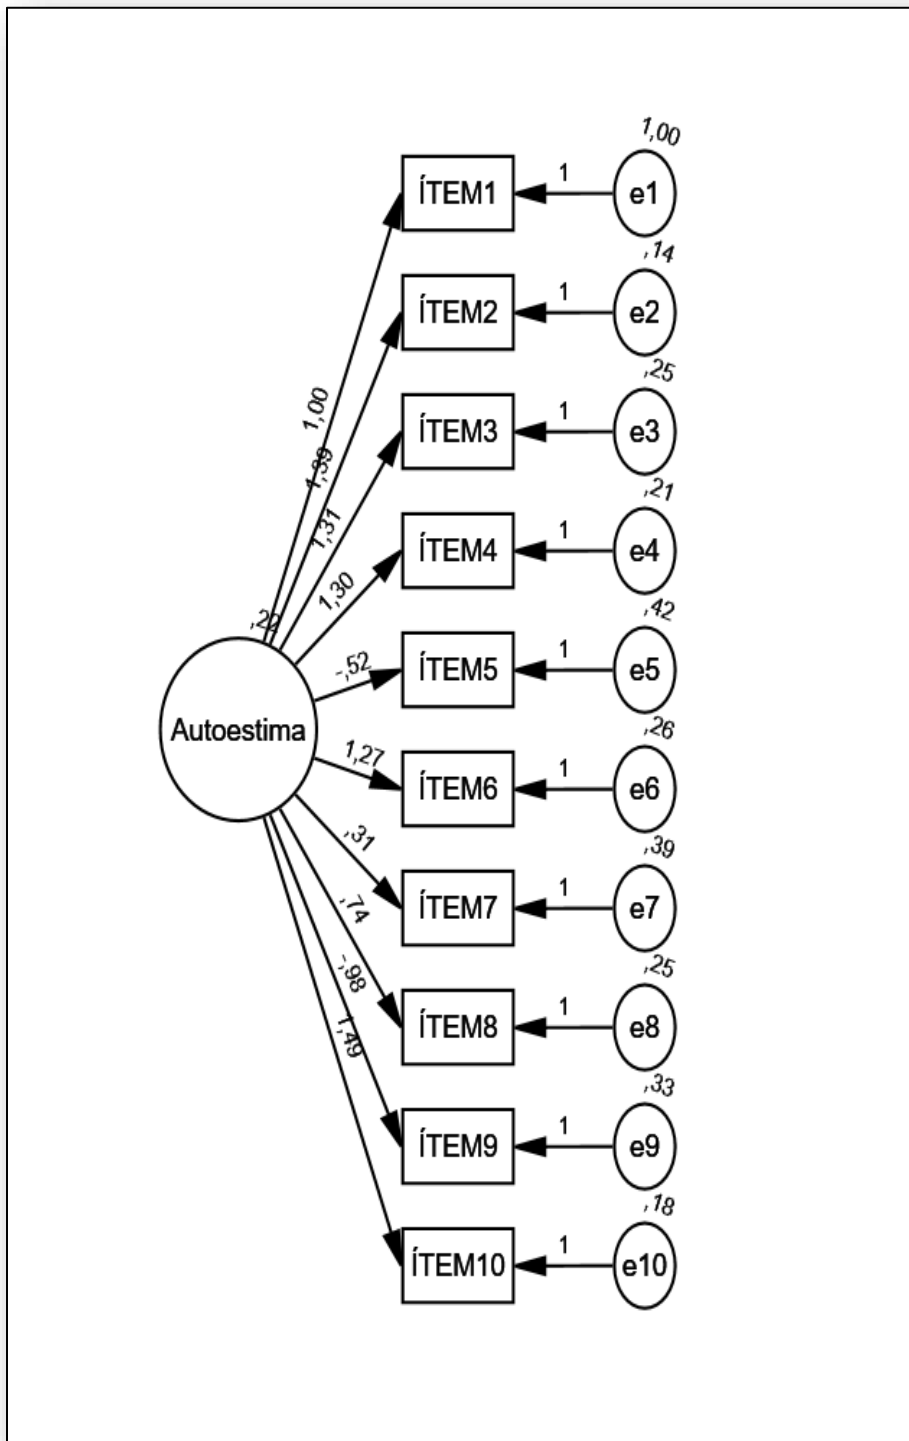 1,00
ÍTEM1
1
e1
,14
ÍTEM2
1
e2
,25
ÍTEM3
1
e3
,21
ÍTEM4
1
e4
,42
ÍTEM5
1
e5
,26
ÍTEM6
1
e6
,39
ÍTEM7
1
e7
,25
ÍTEM8
1
e8
,33
ÍTEM9
1
e9
,18
ÍTEM10
1
e10
1,00
1,39
1,31
1,30
-,52
1,27
,31
,74
-,98
1,49
,22
Autoestima